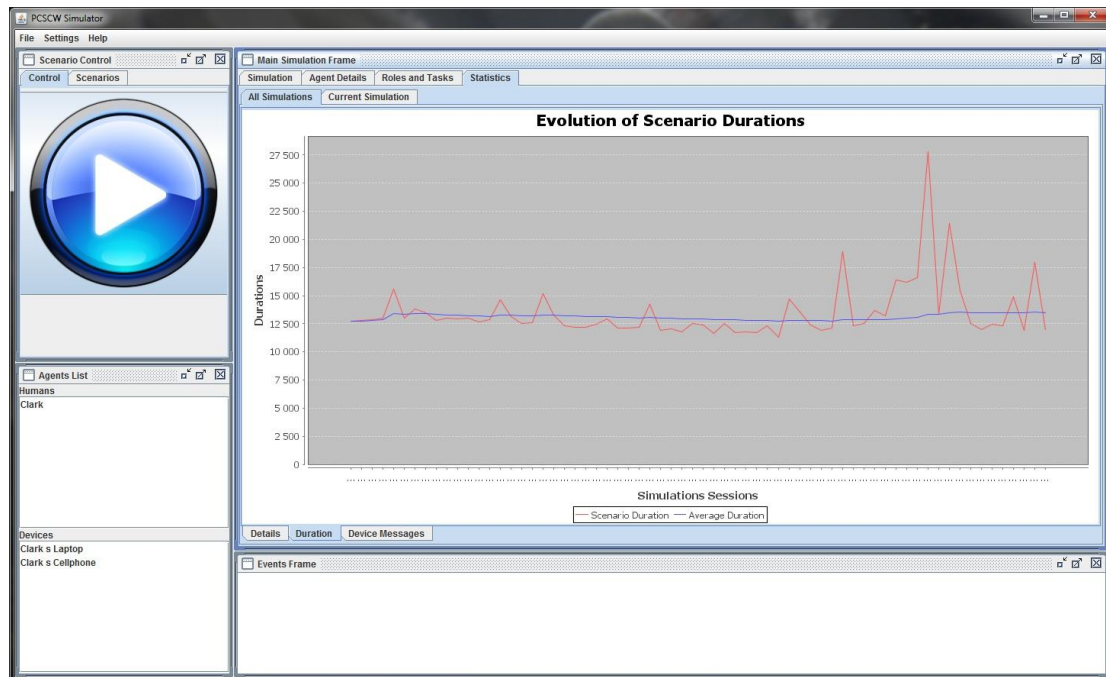 PCSCW Simulator
File Settings Help
Scenario Control
Control Scenarios
Agents List
Humans
Clark
Devices
Clark s Laptop
Clark s Cellphone
Main Simulation Frame
Simulation Agent Details Roles and Tasks Statistics
All Simulations Current Simulation
Evolution of Scenario Durations
Durations
27 500
25 000
22 500
20 000
17 500
15 000
12 500
10 000
7 500
5 000
2 500
0
Simulations Sessions
Scenario Duration Average Duration
Details Duration Device Messages
Events Frame